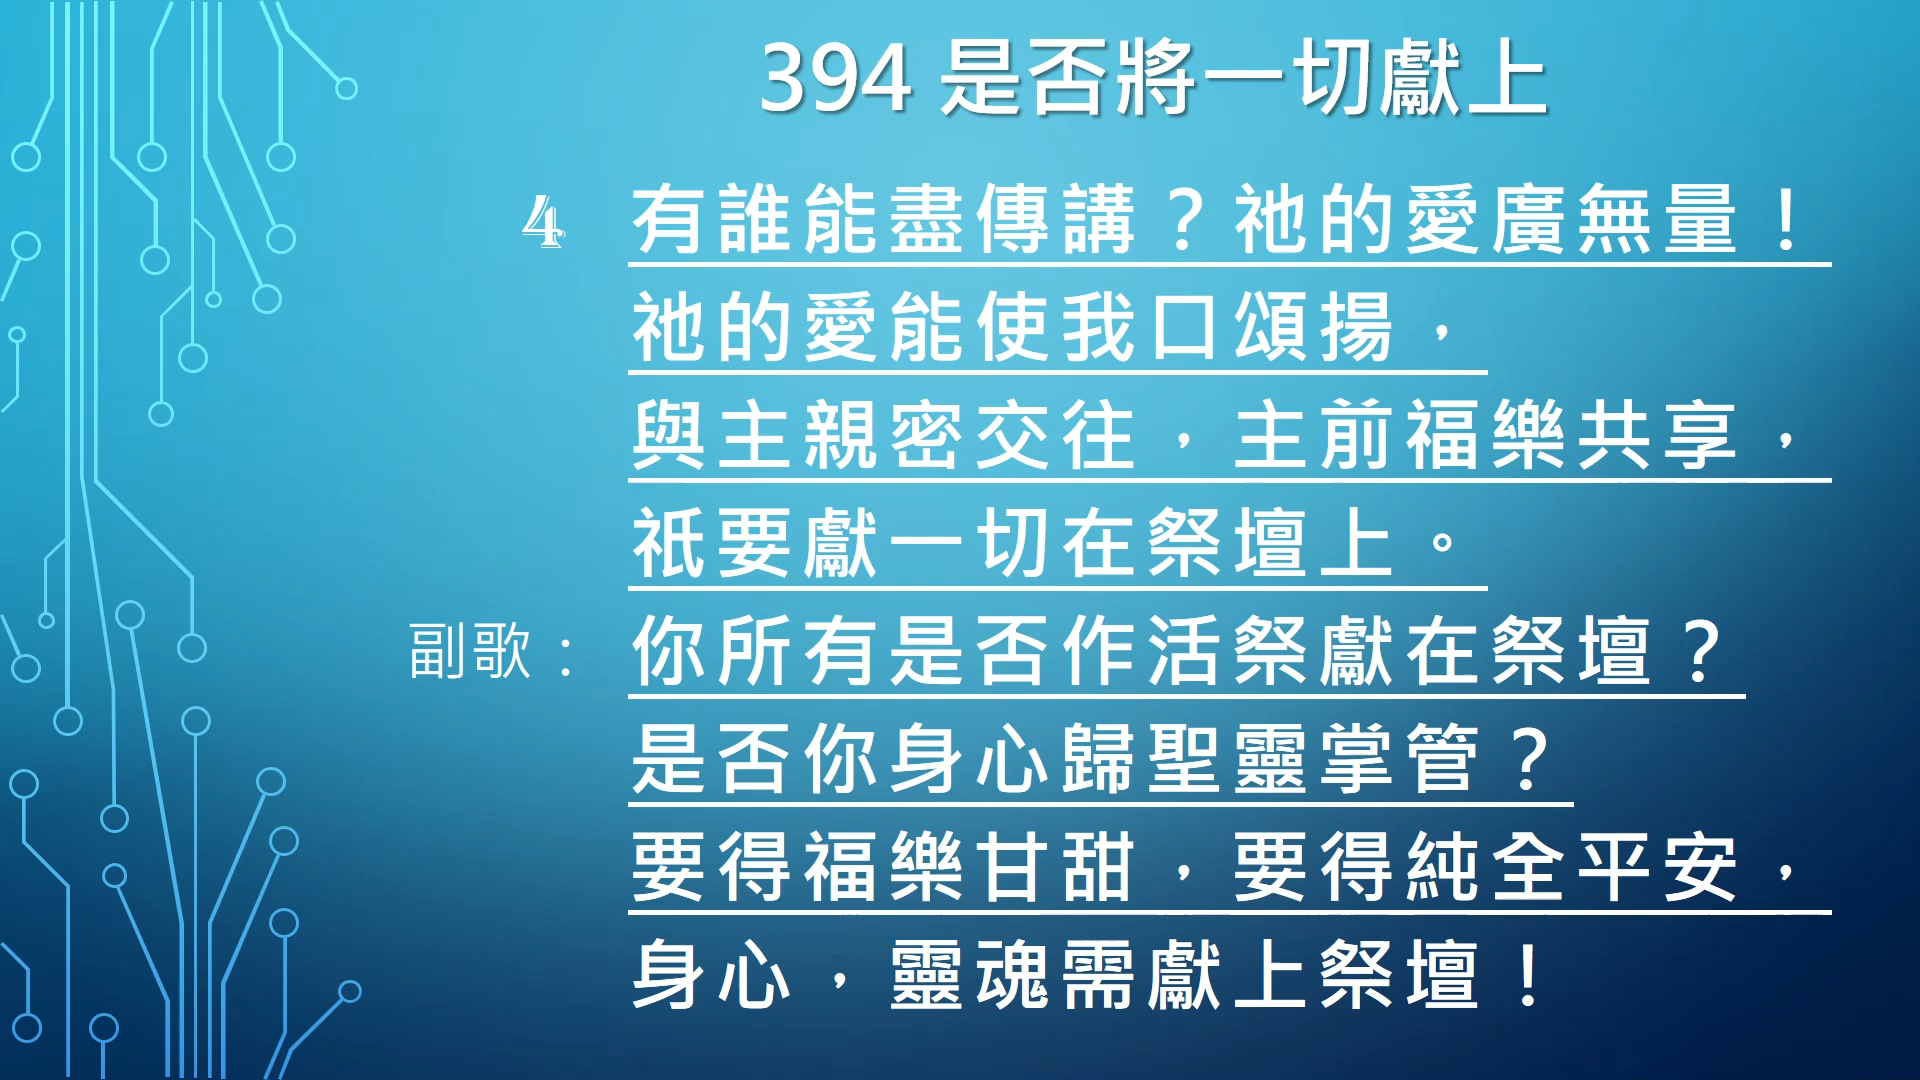 394 是否將一切獻上
4 有誰能盡傳講？祂的愛廣無量！
祂的愛能使我口頌揚，
與主親密交往，主前福樂共享，
祇要獻一切在祭壇上。
副歌： 你所有是否作活祭獻在祭壇？
是否你身心歸聖靈掌管？
要得福樂甘甜，要得純全平安，
身心，靈魂需獻上祭壇！